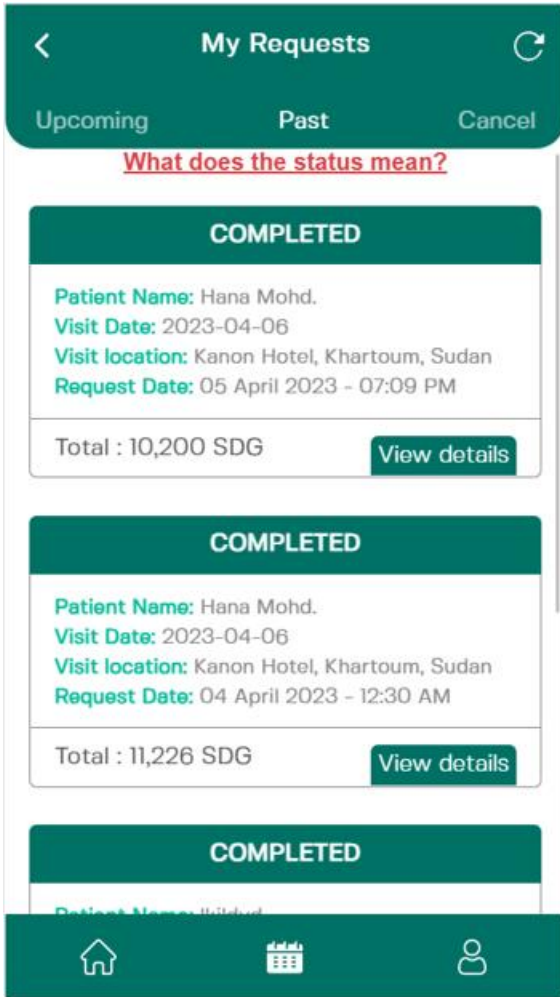 My Requests
Upcoming Past Cancel
What does the status mean?
COMPLETED
Patient Name: Hana Mohd.
Visit Date: 2023-04-06
Visit location: Kanon Hotel, Khartoum, Sudan
Request Date: 05 April 2023 - 07:09 PM
Total : 10,200 SDG View details
COMPLETED
Patient Name: Hana Mohd.
Visit Date: 2023-04-06
Visit location: Kanon Hotel, Khartoum, Sudan
Request Date: 04 April 2023 - 12:30 AM
Total : 11,226 SDG View details
COMPLETED
Patient Name: